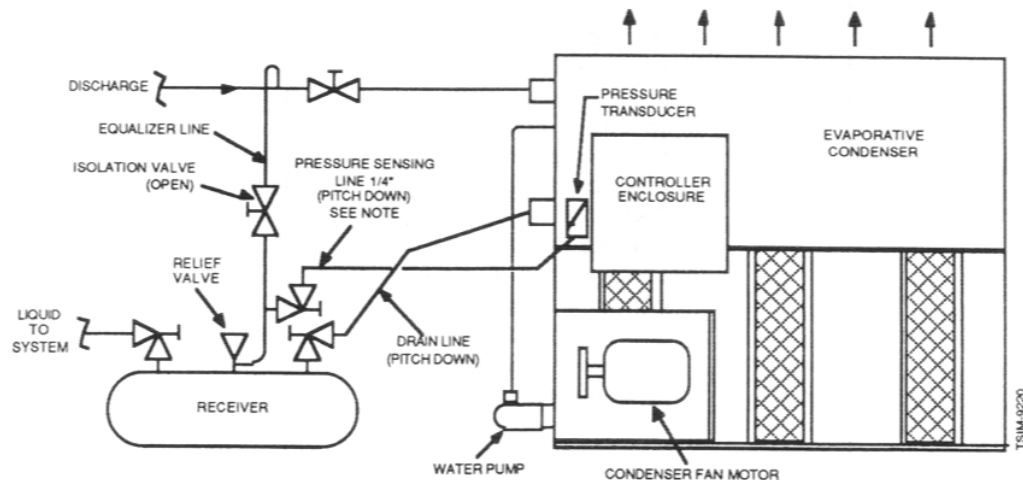 DISCHARGE
EQUALIZER LINE
ISOLATION VALVE
(OPEN)
PRESSURE SENSING
LINE 1/4"
(PITCH DOWN)
SEE NOTE
RELIEF
VALVE
LIQUID
TO
SYSTEM
DRAIN LINE
(PITCH DOWN)
RECEIVER
WATER PUMP
PRESSURE
TRANSDUCER
CONTROLLER
ENCLOSURE
EVAPORATIVE
CONDENSER
CONDENSER FAN MOTOR
TSIM-9220